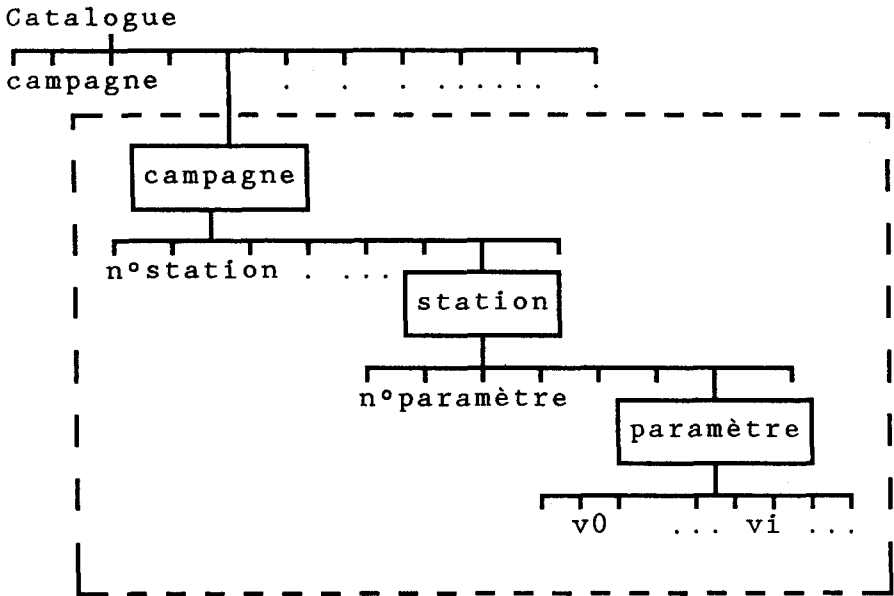 Catalogue
campagne . . . ...... .
campagne
n°station . ...
station
n°paramètre
paramètre
v0 ... vi ...